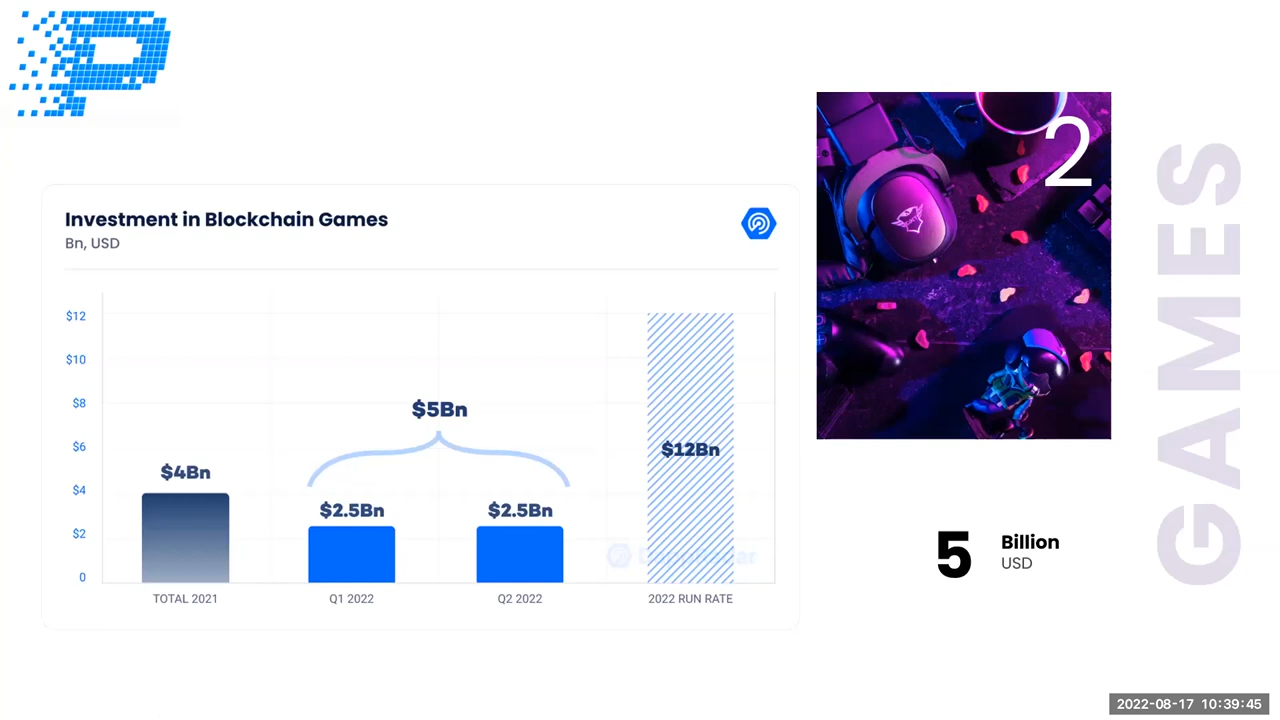 Investment in Blockchain Games
Bn, USD
$12
$10
$8
$6
$4
$2
0
$4Bn
$5Bn
$2.5Bn
$2.5Bn
$12Bn
TOTAL 2021
Q1 2022
Q2 2022
2022 RUN RATE
2
GAMES
5 Billion
USD
2022-08-17 10:39:45